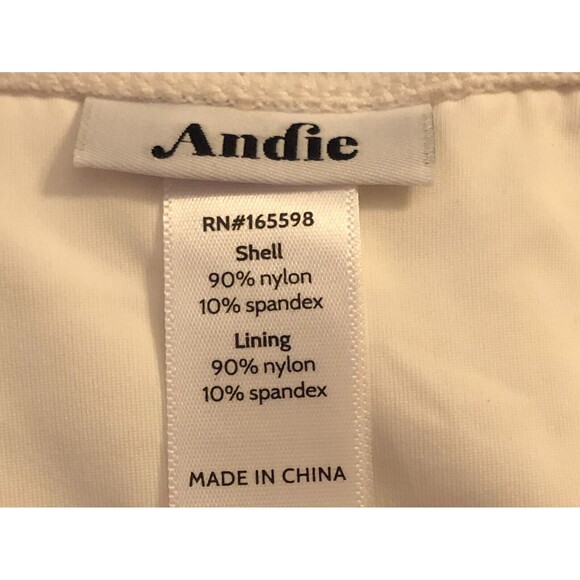 Andie
RN#165598
Shell
90% nylon
10% spandex
Lining
90% nylon
10% spandex
MADE IN CHINA